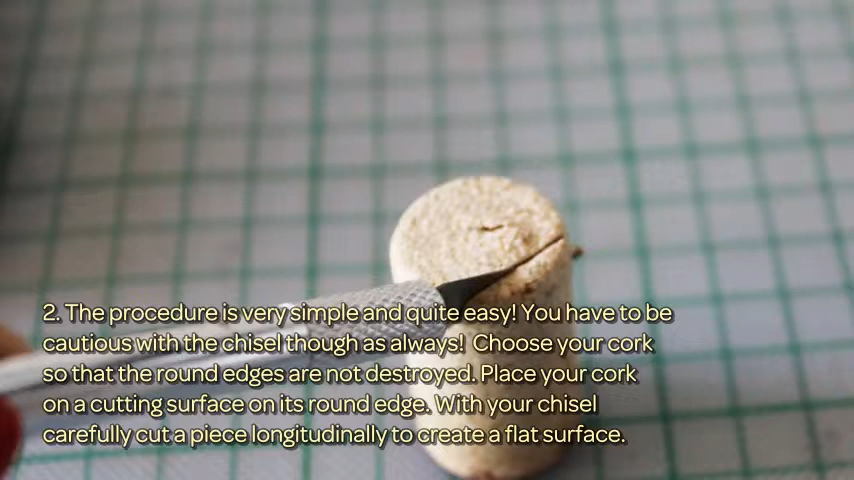 2. The procedure is very simple and quite easy! You have to be
cautious with the chisel though as always!  Choose your cork
so that the round edges are not destroyed. Place your cork
on a cutting surface on its round edge. With your chisel
carefully cut a piece longitudinally to create a flat surface.